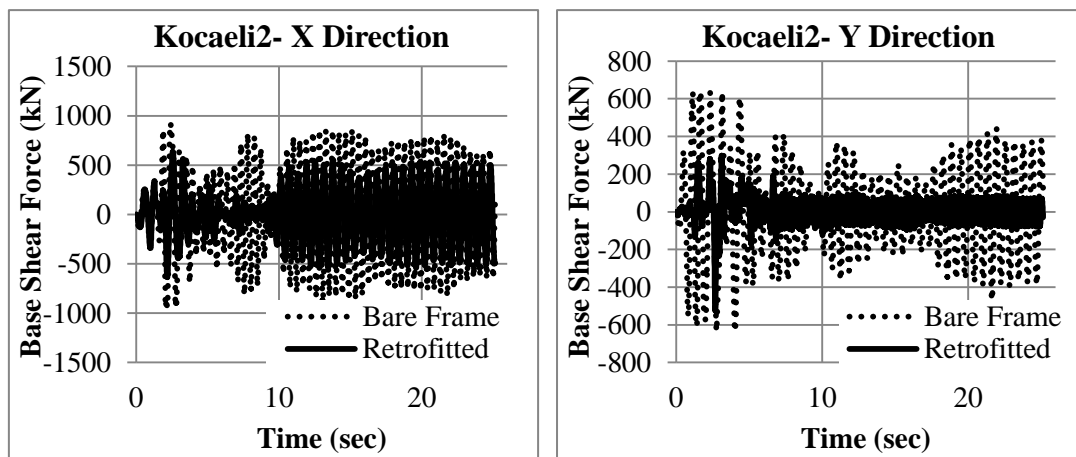 Kocaeli2- X Direction
Base Shear Force (kN)
1500
1000
500
0
-500
-1000
-1500
Bare Frame
Retrofitted
0
10
20
Time (sec)
Kocaeli2- Y Direction
Base Shear Force (kN)
800
600
400
200
0
-200
-400
-600
-800
Bare Frame
Retrofitted
0
10
20
Time (sec)